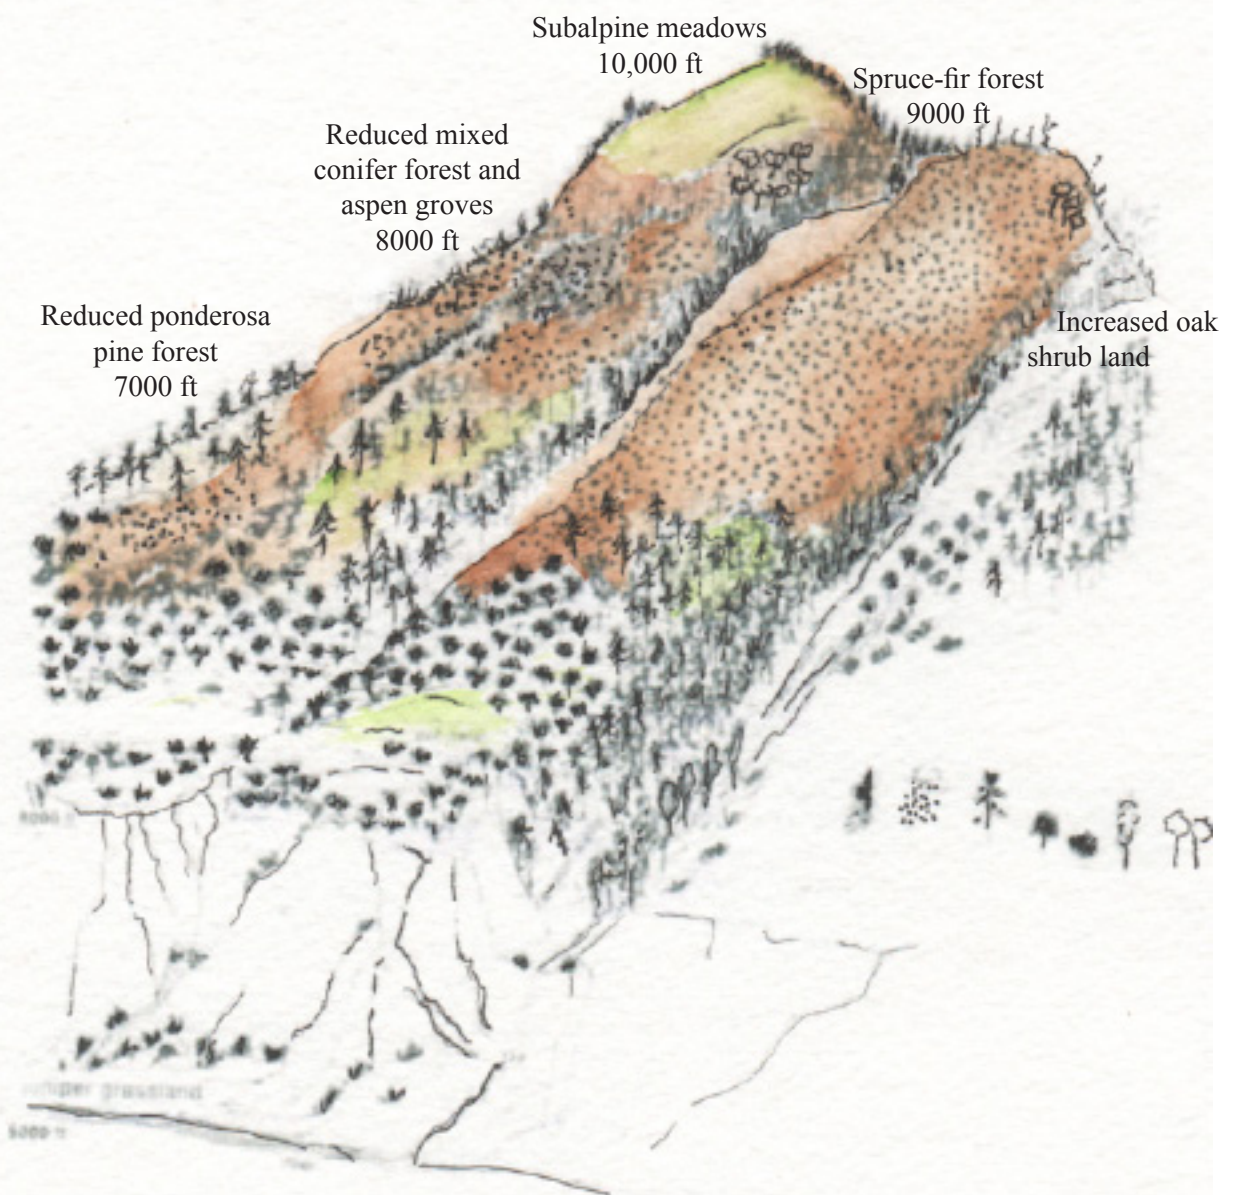 Subalpine meadows
10,000 ft
Spruce-fir forest
9000 ft
Reduced mixed
conifer forest and
aspen groves
8000 ft
Reduced ponderosa
pine forest
7000 ft
Increased oak
shrub land
grassland